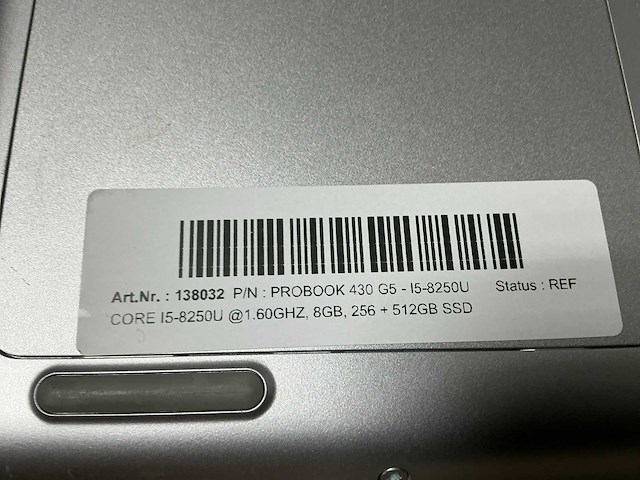 Art.Nr. : 138032 P/N : PROBOOK 430 G5 - I5-8250U Status : REF
CORE I5-8250U @1.60GHZ, 8GB, 256 + 512GB SSD